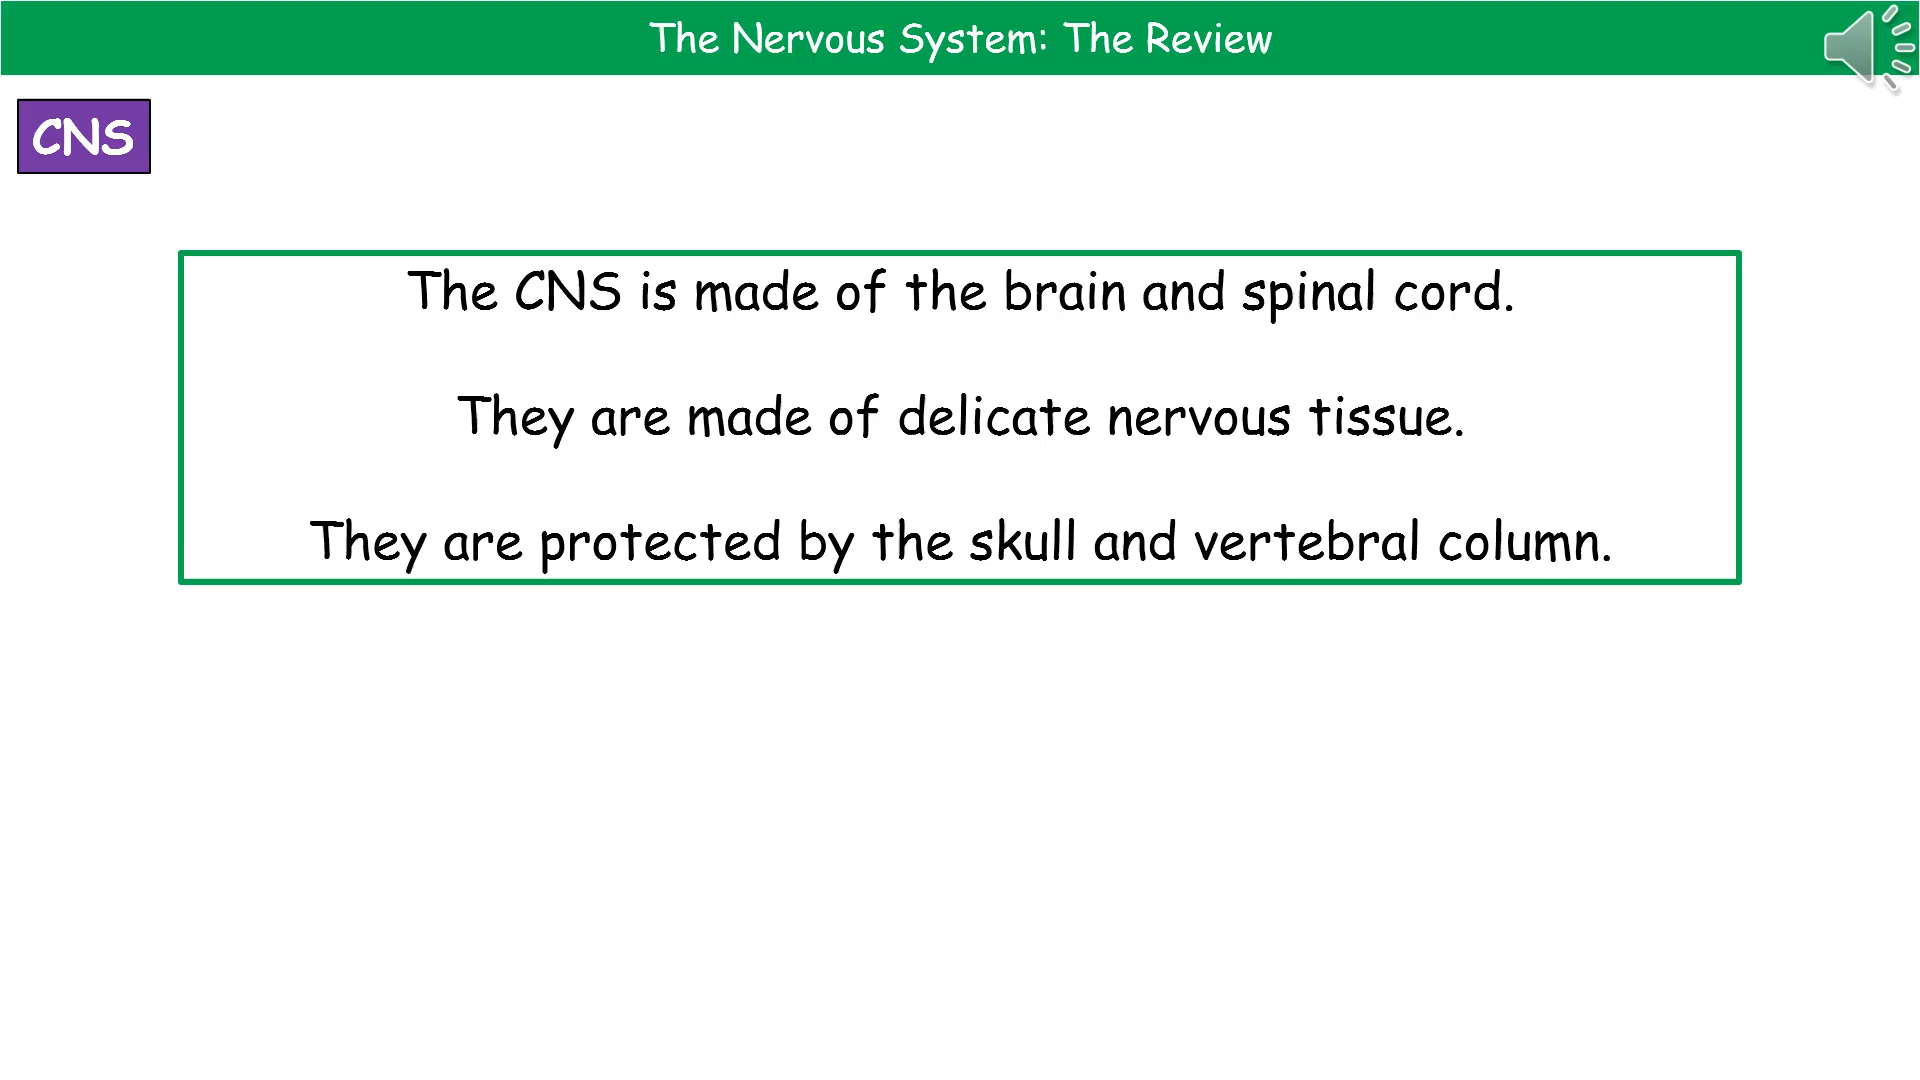 The Nervous System: The Review
CNS
The CNS is made of the brain and spinal cord.
They are made of delicate nervous tissue.
They are protected by the skull and vertebral column.